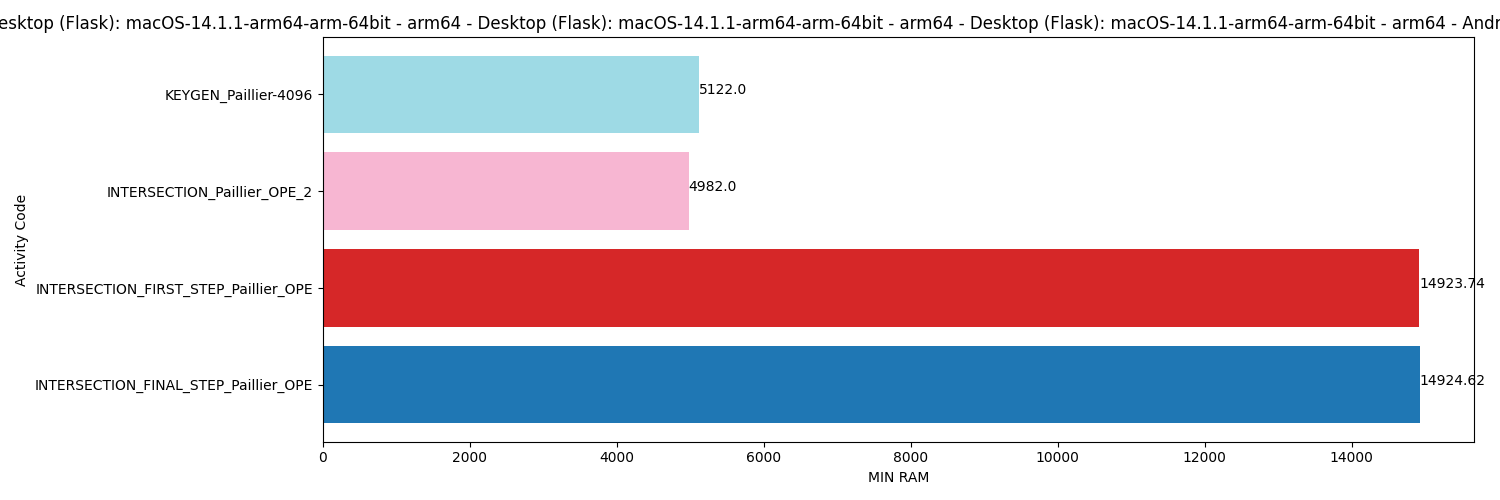 (Flask): macOS-14.1.1-arm64-arm-64bit - arm64 - Desktop (Flask): macOS-14.1.1-arm64-arm-64bit - arm64 - Desktop (Flask): macOS-14.1.1-arm64-arm-64bit - arm64 -
KEYGEN_Paillier-4096
5122.0
INTERSECTION_Paillier_OPE_2
4982.0
Activity Code
INTERSECTION_FIRST_STEP_Paillier_OPE
14923.74
INTERSECTION_FINAL_STEP_Paillier_OPE
14924.62
0 2000 4000 6000 8000 10000 12000 14000
MIN RAM